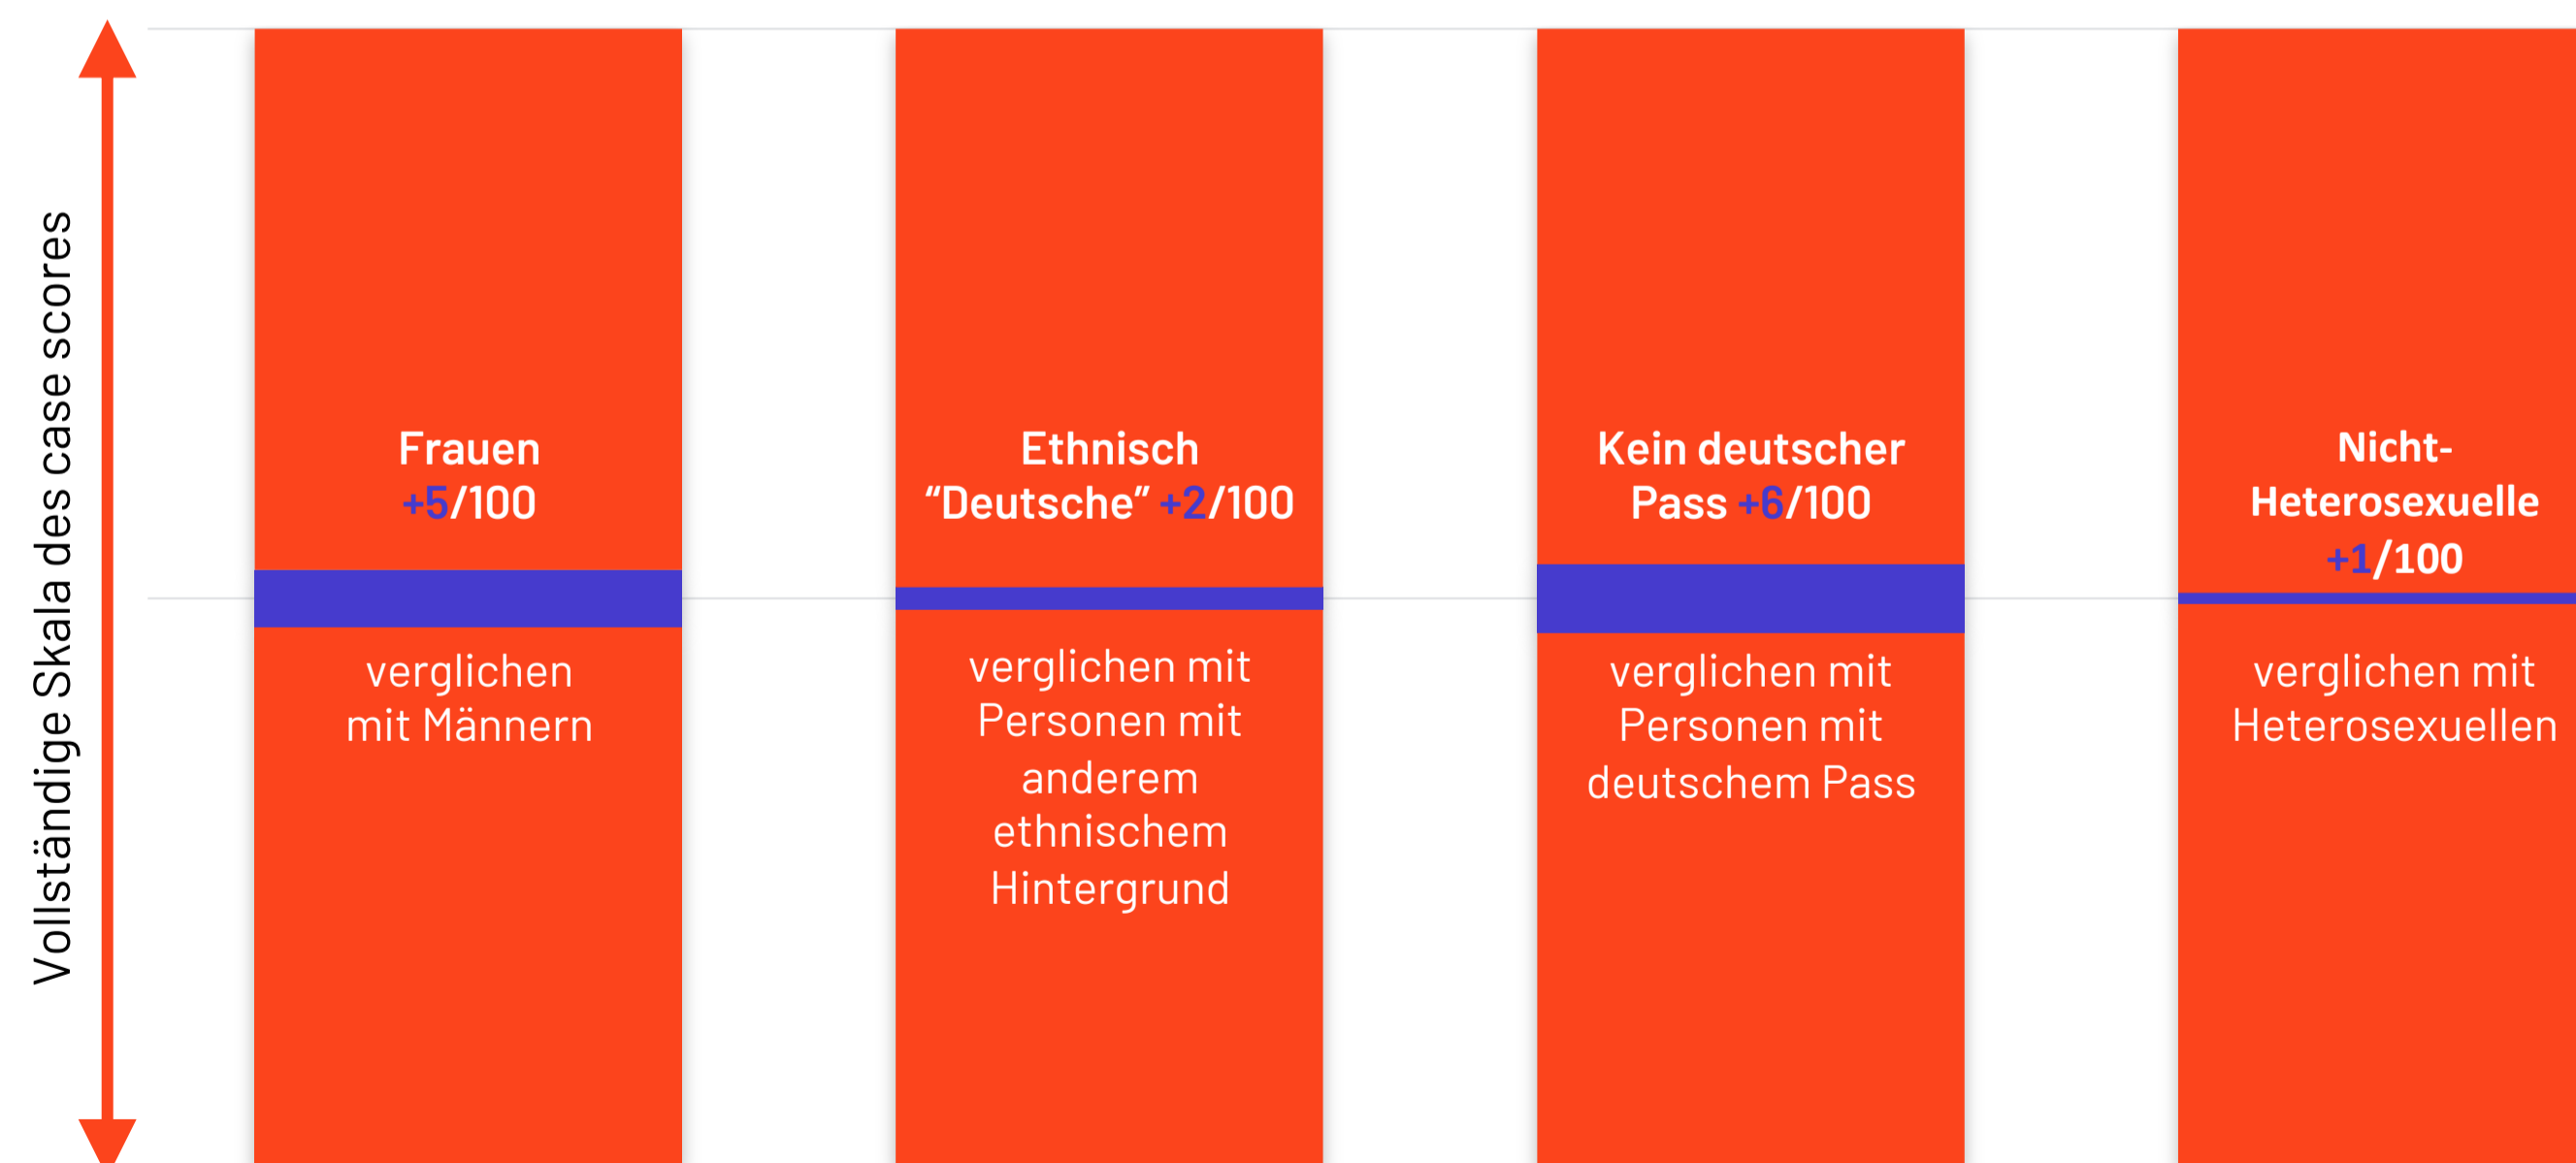 Vollständige Skala des case scores
Frauen
+5/100
verglichen
mit Männern
Ethnisch
“Deutsche” +2/100
verglichen mit
Personen mit
anderem
ethnischem
Hintergrund
Kein deutscher
Pass +6/100
verglichen mit
Personen mit
deutschem Pass
Nicht-
Heterosexuelle
+1/100
verglichen mit
Heterosexuellen